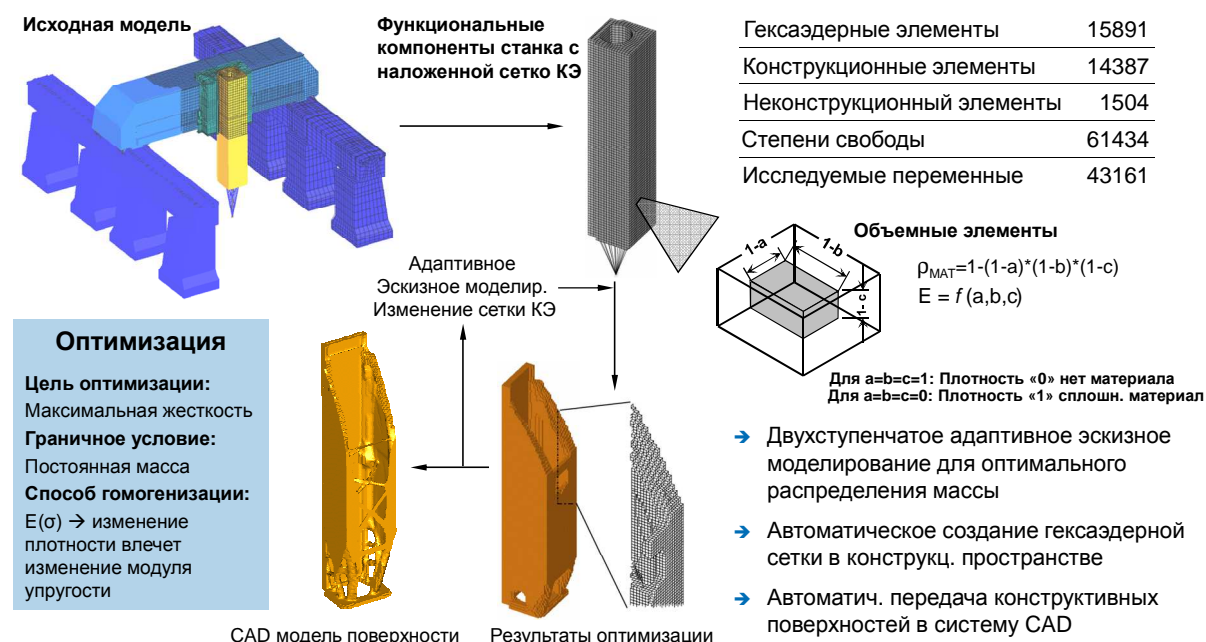 Исходная модель
Функциональные
компоненты станка с
наложенной сетко КЭ
Гексаэдерные элементы 15891
Конструкционные элементы 14387
Неконструкционный элементы 1504
Степени свободы 61434
Исследуемые переменные 43161
Объемные элементы
1-a
1-b
1- c
ρMAT=1-(1-a)*(1-b)*(1-c)
E = f (a,b,c)
Для a=b=c=1: Плотность «0» нет материала
Для a=b=c=0: Плотность «1» сплошн. материал
Адаптивное
Эскизное моделир.
Изменение сетки КЭ
Оптимизация
Цель оптимизации:
Максимальная жесткость
Граничное условие:
Постоянная масса
Способ гомогенизации:
E(σ) → изменение
плотности влечет
изменение модуля
упругости
➔ Двухступенчатое адаптивное эскизное
моделирование для оптимального
распределения массы
➔ Автоматическое создание гексаэдерной
сетки в конструкц. пространстве
➔ Автоматич. передача конструктивных
поверхностей в систему CAD
CAD модель поверхности
Результаты оптимизации